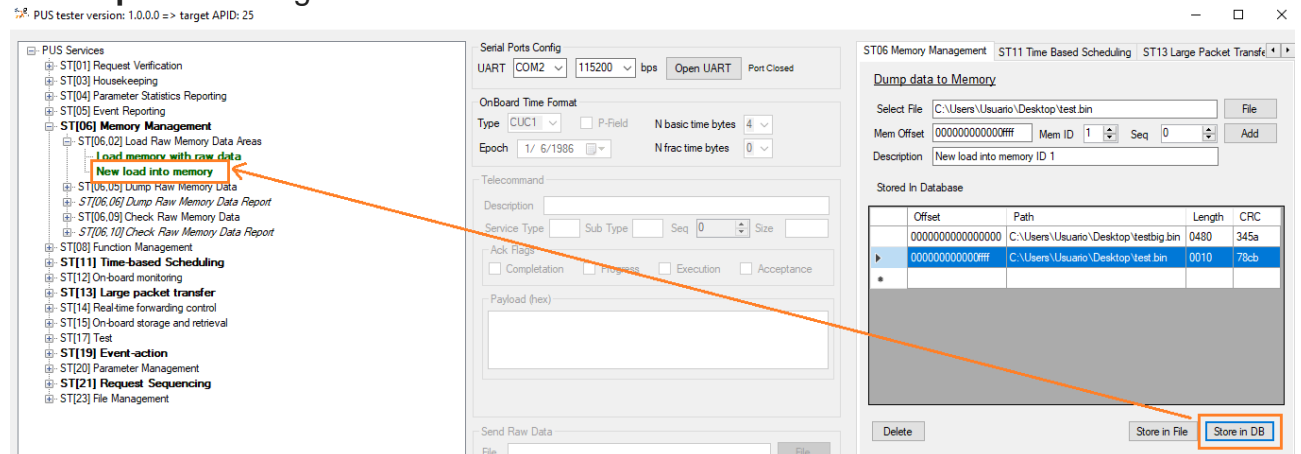 PUS tester version: 1.0.0.0 => target APID: 25
PUS Services
ST[01] Request Verification
ST[03] Housekeeping
ST[04] Parameter Statistics Reporting
ST[05] Event Reporting
ST[06] Memory Management
ST[06,02] Load Raw Memory Data Areas
Load memory with raw data
New load into memory
ST[06,05] Dump Raw Memory Data
ST[06,06] Dump Raw Memory Data Report
ST[06,09] Check Raw Memory Data
ST[06,10] Check Raw Memory Data Report
ST[08] Function Management
ST[11] Time-based Scheduling
ST[12] On-board monitoring
ST[13] Large packet transfer
ST[14] Real-time forwarding control
ST[15] On-board storage and retrieval
ST[17] Test
ST[19] Event-action
ST[20] Parameter Management
ST[21] Request Sequencing
ST[23] File Management
Serial Ports Config
UART COM2 115200 bps Open UART Port Closed
OnBoard Time Format
Type CUC1 P-Field N basic time bytes 4
Epoch 1/ 6/1986 N frac time bytes 0
Telecommand
Description
Service Type Sub Type Seq 0 Size
Ack Flags
Completation Progress Execution Acceptance
Payload (hex)
Send Raw Data
File File
ST06 Memory Management ST11 Time Based Scheduling ST13 Large Packet Transfe
Dump data to Memory
Select File C:\Users\Usuario\Desktop\test.bin File
Mem Offset 000000000000ffff Mem ID 1 Seq 0 Add
Description New load into memory ID 1
Stored In Database
Offset Path Length CRC
0000000000000000 C:\Users\Usuario\Desktop\testbig.bin 0480 345a
000000000000ffff C:\Users\Usuario\Desktop\test.bin 0010 78cb
Delete Store in File Store in DB